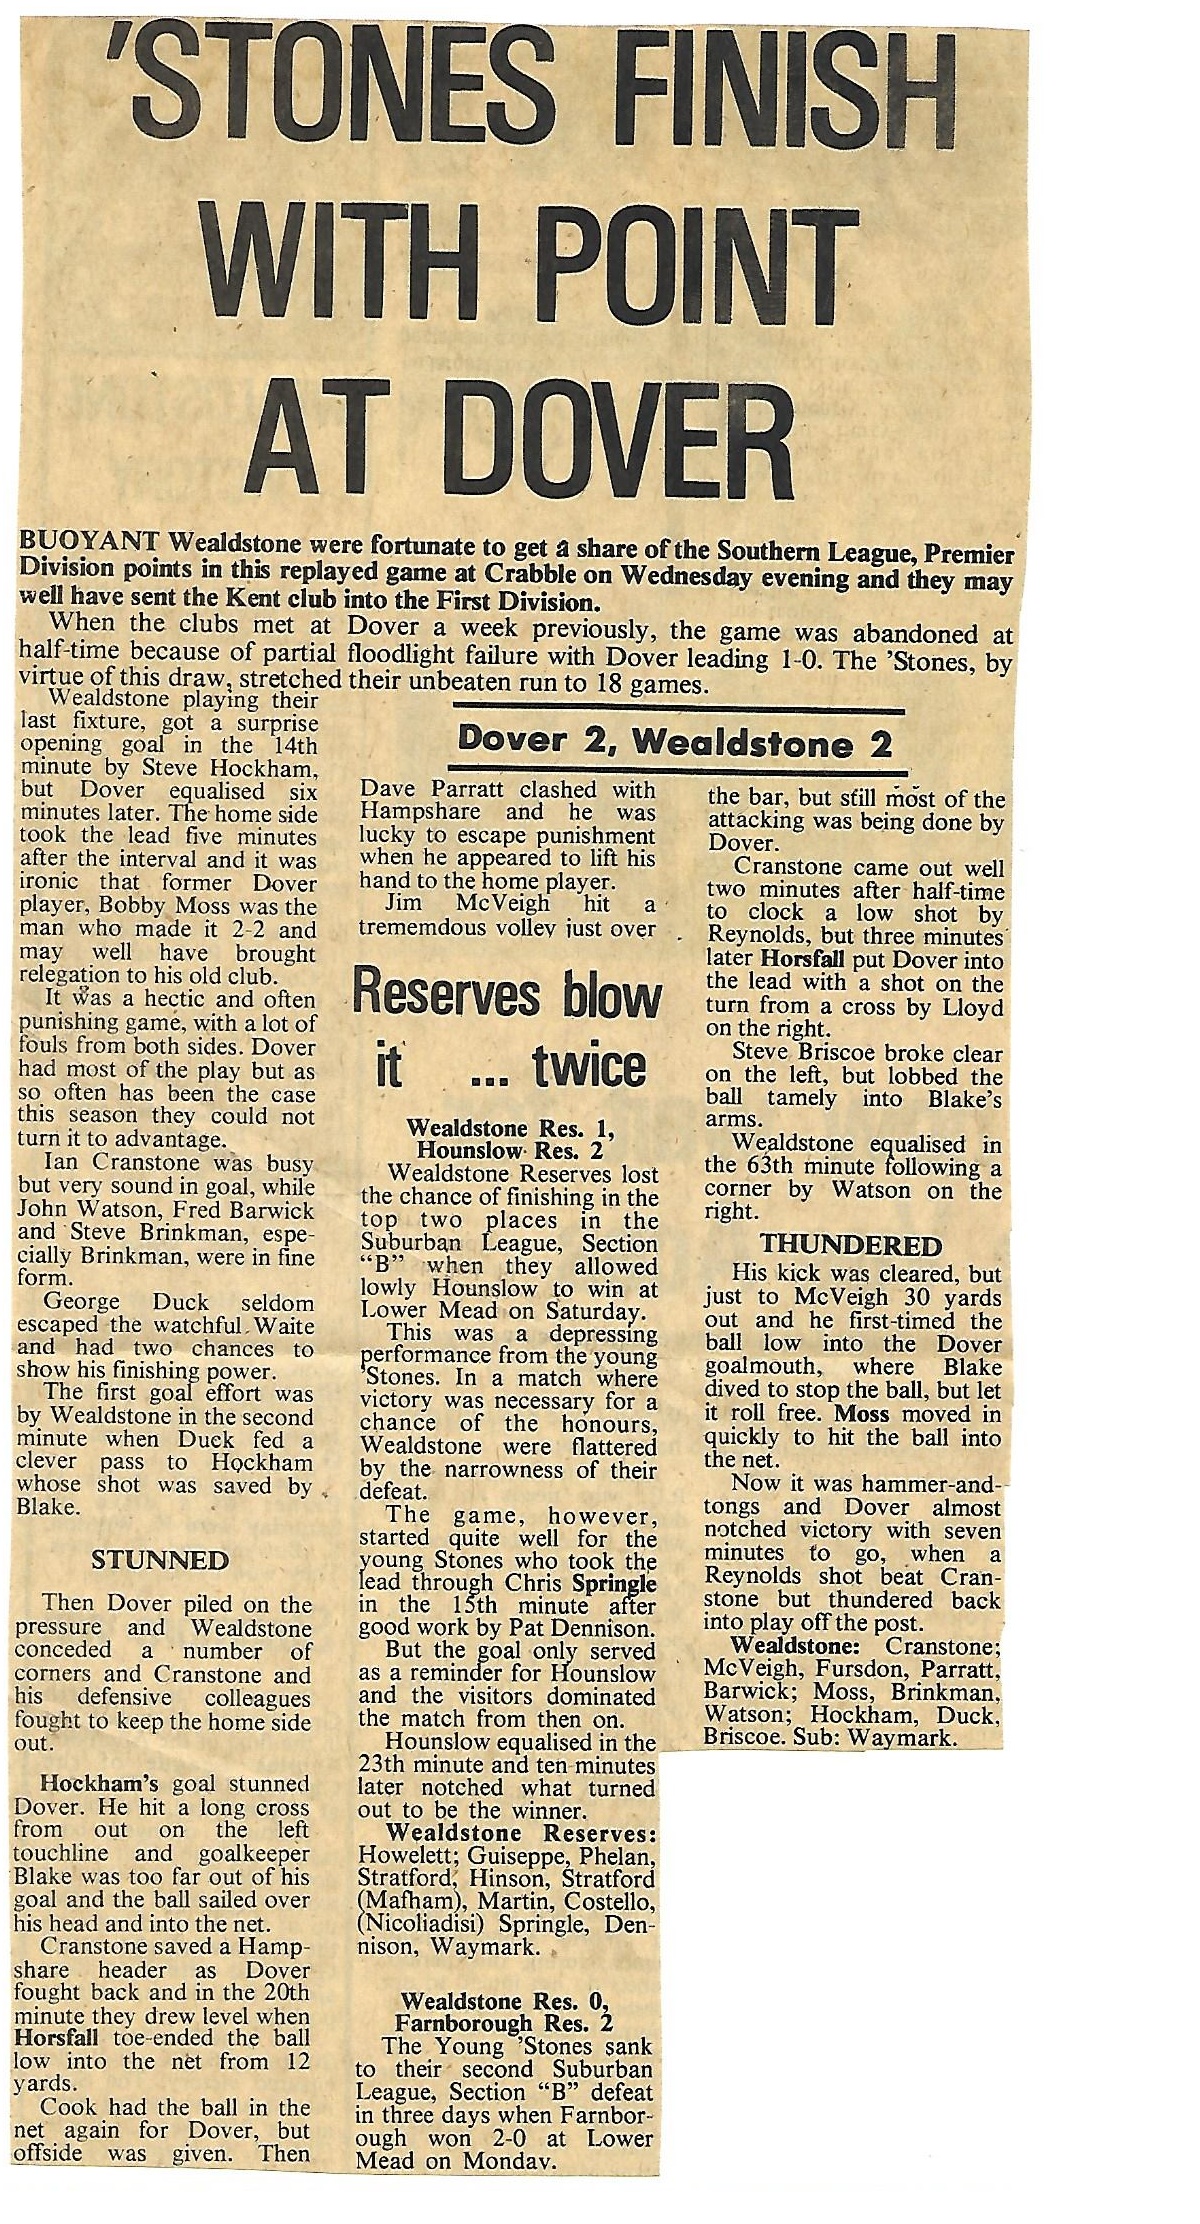 'STONES FINISH
WITH POINT
AT DOVER
BUOYANT Wealdstone were fortunate to get a share of the Southern League, Premier
Division points in this replayed game at Crabble on Wednesday evening and they may
well have sent the Kent club into the First Division.
When the clubs met at Dover a week previously, the game was abandoned at
half-time because of partial floodlight failure with Dover leading 1-0. The 'Stones, by
virtue of this draw, stretched their unbeaten run to 18 games.
Wealdstone playing their
last fixture, got a surprise
opening goal in the 14th
minute by Steve Hockham,
but Dover equalised six
minutes later. The home side
took the lead five minutes
after the interval and it was
ironic that former Dover
player, Bobby Moss was the
man who made it 2-2 and
may well have brought
relegation to his old club.
It was a hectic and often
punishing game, with a lot of
fouls from both sides. Dover
had most of the play but as
so often has been the case
this season they could not
turn it to advantage.
Ian Cranstone was busy
but very sound in goal, while
John Watson, Fred Barwick
and Steve Brinkman, espe-
cially Brinkman, were in fine
form.
George Duck seldom
escaped the watchful Waite
and had two chances to
show his finishing power.
The first goal effort was
by Wealdstone in the second
minute when Duck fed a
clever pass to Hockham
whose shot was saved by
Blake.
STUNNED
Then Dover piled on the
pressure and Wealdstone
conceded a number of
corners and Cranstone and
his defensive colleagues
fought to keep the home side
out.
Hockham's goal stunned
Dover. He hit a long cross
from out on the left
touchline and goalkeeper
Blake was too far out of his
goal and the ball sailed over
his head and into the net.
Cranstone saved a Hamp-
share header as Dover
fought back and in the 20th
minute they drew level when
Horsfall toe-ended the ball
low into the net from 12
yards.
Cook had the ball in the
net again for Dover, but
offside was given. Then
Dover 2, Wealdstone 2
Dave Parratt clashed with
Hampshare and he was
lucky to escape punishment
when he appeared to lift his
hand to the home player.
Jim McVeigh hit a
trememdous volley just over
the bar, but still most of the
attacking was being done by
Dover.
Cranstone came out well
two minutes after half-time
to clock a low shot by
Reynolds, but three minutes
later Horsfall put Dover into
the lead with a shot on the
turn from a cross by Lloyd
on the right.
Steve Briscoe broke clear
on the left, but lobbed the
ball tamely into Blake's
arms.
Wealdstone equalised in
the 63th minute following a
corner by Watson on the
right.
THUNDERED
His kick was cleared, but
just to McVeigh 30 yards
out and he first-timed the
ball low into the Dover
goalmouth, where Blake
dived to stop the ball, but let
it roll free. Moss moved in
quickly to hit the ball into
the net.
Now it was hammer-and-
tongs and Dover almost
notched victory with seven
minutes to go, when a
Reynolds shot beat Cran-
stone but thundered back
into play off the post.
Wealdstone: Cranstone;
McVeigh, Fursdon, Parratt,
Barwick; Moss, Brinkman,
Watson; Hockham, Duck,
Briscoe. Sub: Waymark.
Reserves blow
it ... twice
Wealdstone Res. 1,
Hounslow Res. 2
Wealdstone Reserves lost
the chance of finishing in the
top two places in the
Suburban League, Section
"B" when they allowed
lowly Hounslow to win at
Lower Mead on Saturday.
This was a depressing
performance from the young
'Stones. In a match where
victory was necessary for a
chance of the honours,
Wealdstone were flattered
by the narrowness of their
defeat.
The game, however,
started quite well for the
young Stones who took the
lead through Chris Springle
in the 15th minute after
good work by Pat Dennison.
But the goal only served
as a reminder for Hounslow
and the visitors dominated
the match from then on.
Hounslow equalised in the
23th minute and ten minutes
later notched what turned
out to be the winner.
Wealdstone Reserves:
Howelett; Guiseppe, Phelan,
Stratford; Hinson, Stratford
(Mafham), Martin, Costello,
(Nicoliadisi) Springle, Den-
nison, Waymark.
Wealdstone Res. 0,
Farnborough Res. 2
The Young 'Stones sank
to their second Suburban
League, Section "B" defeat
in three days when Farnbor-
ough won 2-0 at Lower
Mead on Monday.